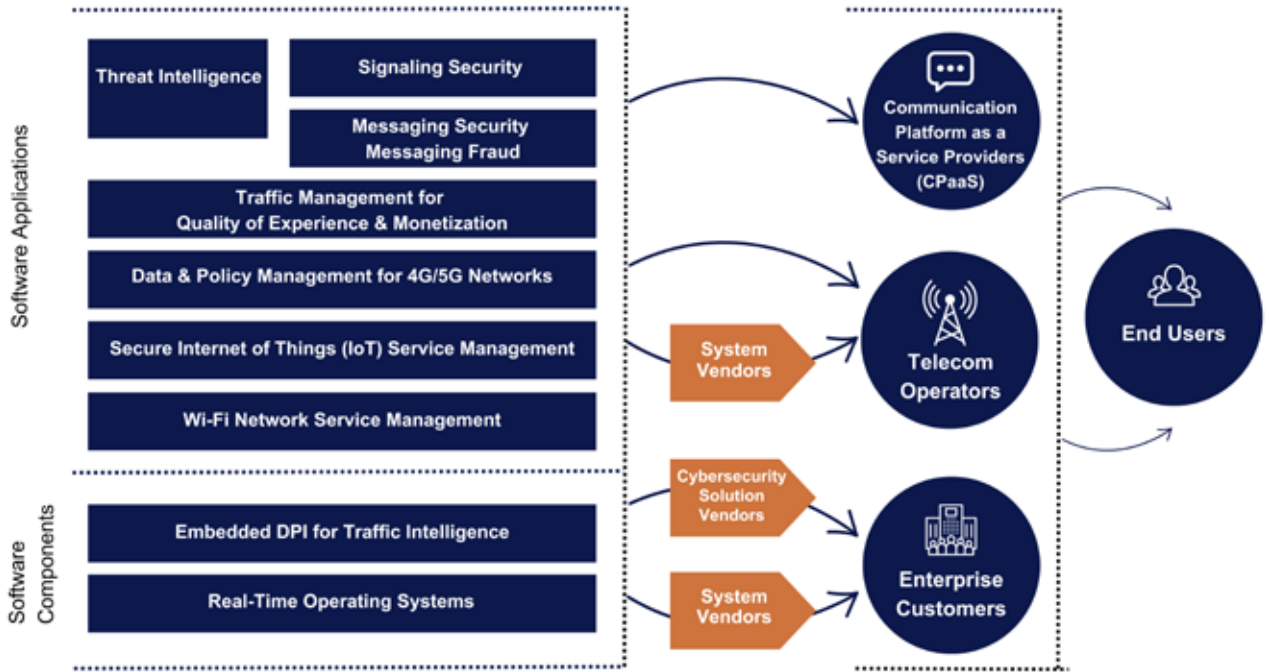 Software Applications
Threat Intelligence
Signaling Security
Messaging Security
Messaging Fraud
Traffic Management for
Quality of Experience & Monetization
Data & Policy Management for 4G/5G Networks
Secure Internet of Things (IoT) Service Management
Wi-Fi Network Service Management
Software
Components
Embedded DPI for Traffic Intelligence
Real-Time Operating Systems
System
Vendors
Cybersecurity
Solution
Vendors
System
Vendors
Communication
Platform as a
Service Providers
(CPaaS)
Telecom
Operators
Enterprise
Customers
End Users